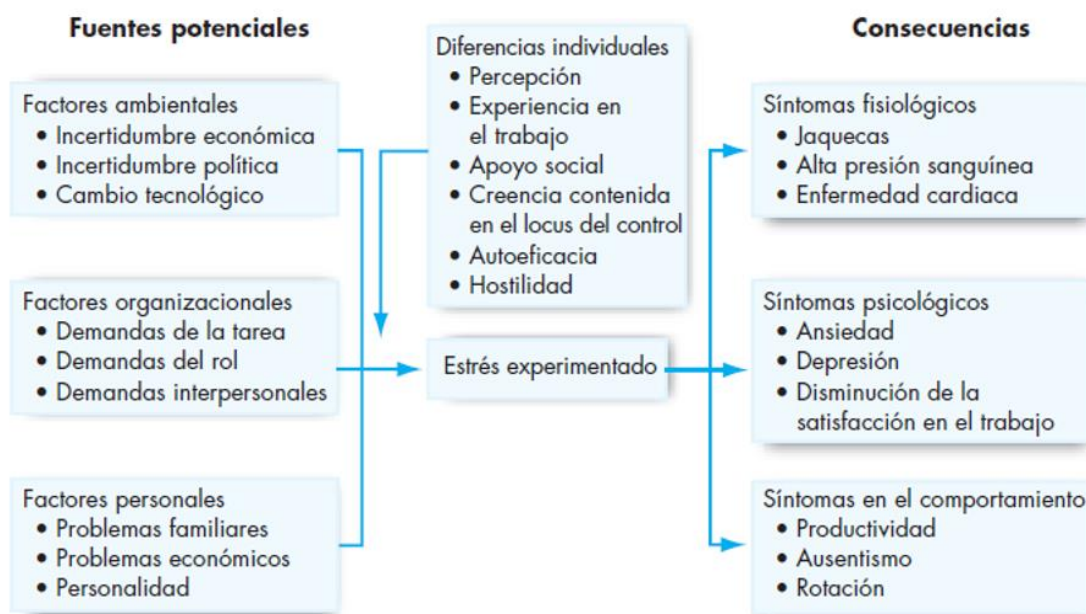 Fuentes potenciales
Factores ambientales
• Incertidumbre económica
• Incertidumbre política
• Cambio tecnológico
Factores organizacionales
• Demandas de la tarea
• Demandas del rol
• Demandas interpersonales
Factores personales
• Problemas familiares
• Problemas económicos
• Personalidad
Diferencias individuales
• Percepción
• Experiencia en
el trabajo
• Apoyo social
• Creencia contenida
en el locus del control
• Autoeficacia
• Hostilidad
Estrés experimentado
Consecuencias
Síntomas fisiológicos
• Jaquecas
• Alta presión sanguínea
• Enfermedad cardiaca
Síntomas psicológicos
• Ansiedad
• Depresión
• Disminución de la
satisfacción en el trabajo
Síntomas en el comportamiento
• Productividad
• Ausentismo
• Rotación